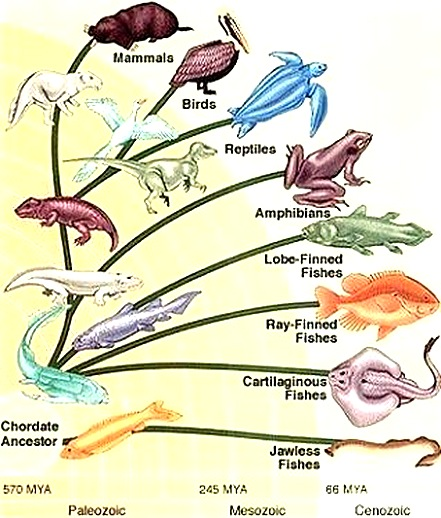 Mammals
Birds
Reptiles
Amphibians
Lobe-Finned
Fishes
Ray-Finned
Fishes
Cartilaginous
Fishes
Chordate
Ancestor
Jawless
Fishes
570 MYA
245 MYA
66 MYA
Paleozoic
Mesozoic
Cenozoic